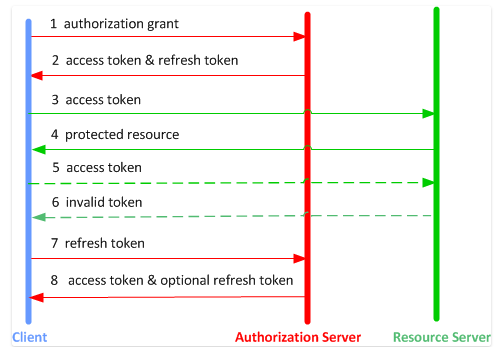 1 authorization grant
2 access token & refresh token
3 access token
4 protected resource
5 access token
6 invalid token
7 refresh token
8 access token & optional refresh token
Client Authorization Server Resource Server